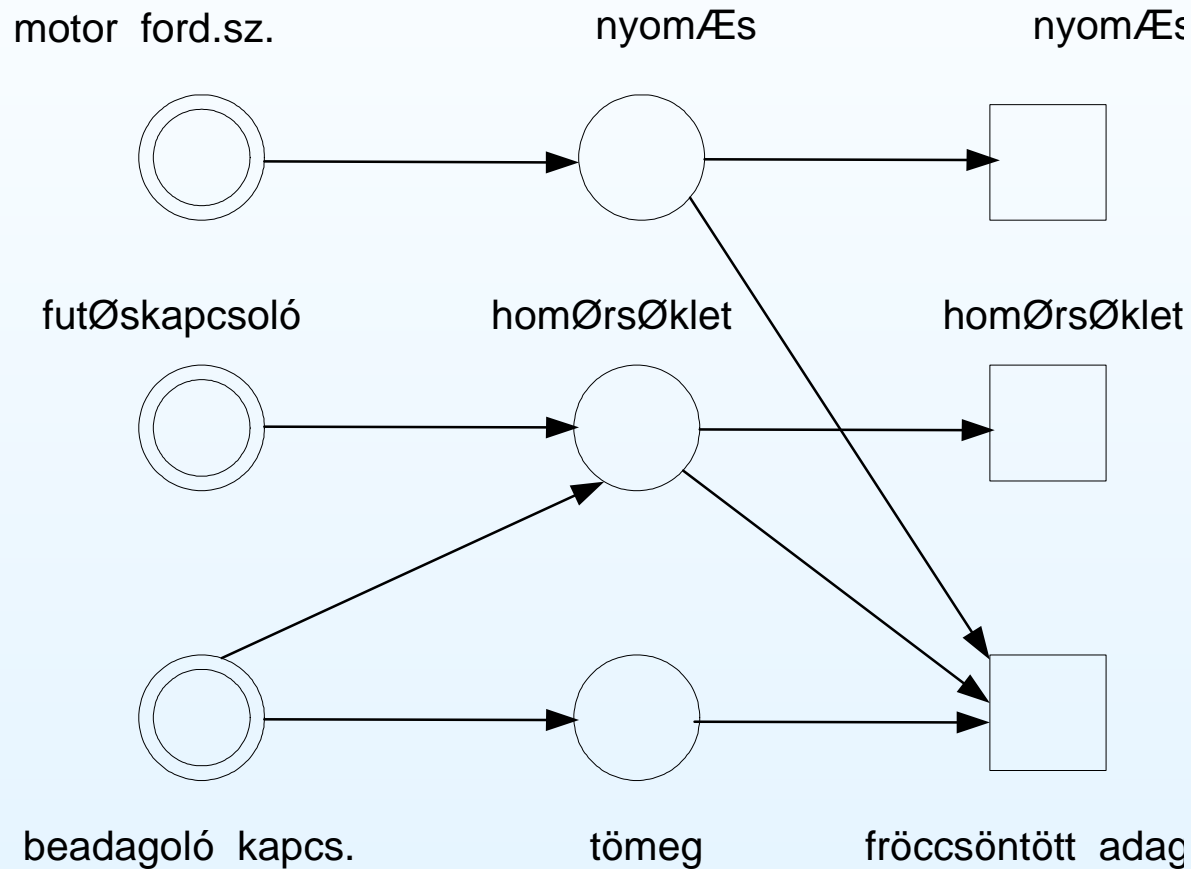 motor ford.sz. nyomÆs nyomÆs
futØskapcsoló homØrsØklet homØrsØklet
beadagoló kapcs. tömeg fröccsöntött adag